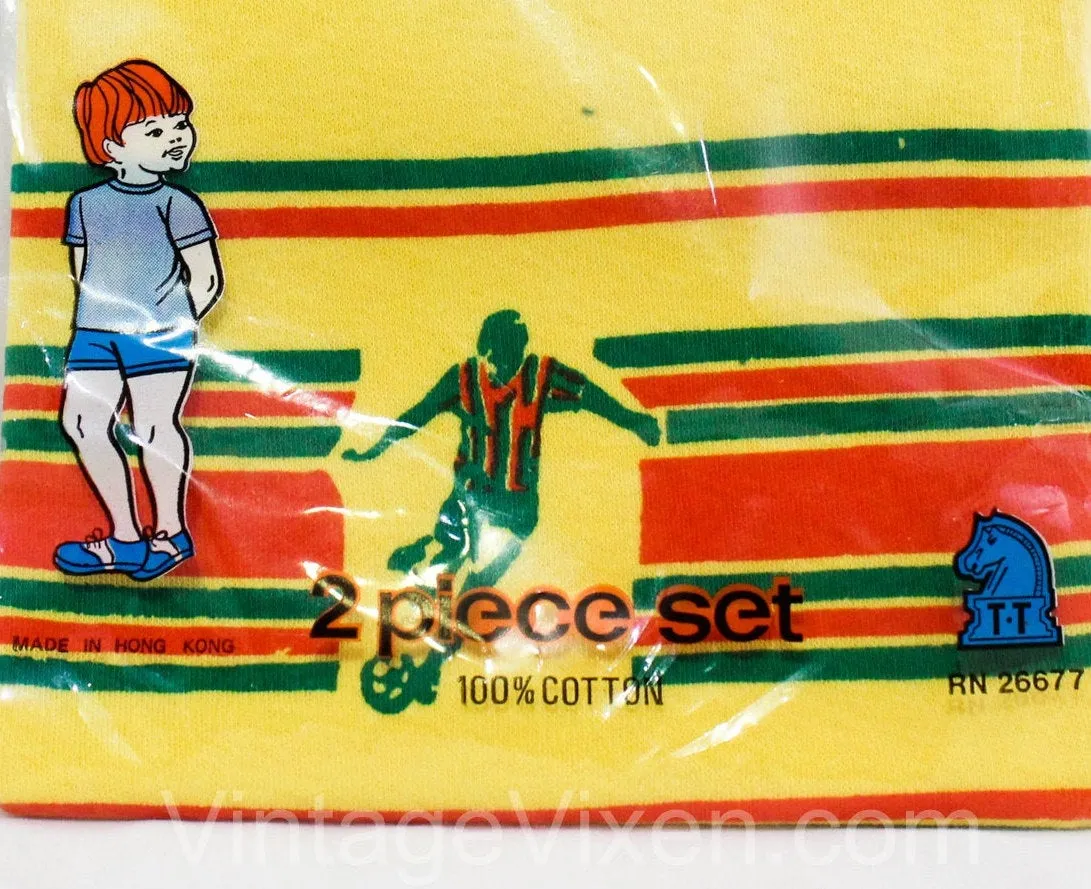 2 piece set
MADE IN HONG KONG
100% COTTON
T·T
RN 26677
VintageVixen.com